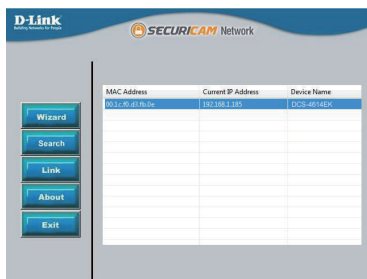 D-Link
Building Networks for People
SECURICAM Network
MAC Address Current IP Address Device Name
00.1c.f0.d3.fb.0e 192.168.1.185 DCS-4614EK
Wizard
Search
Link
About
Exit